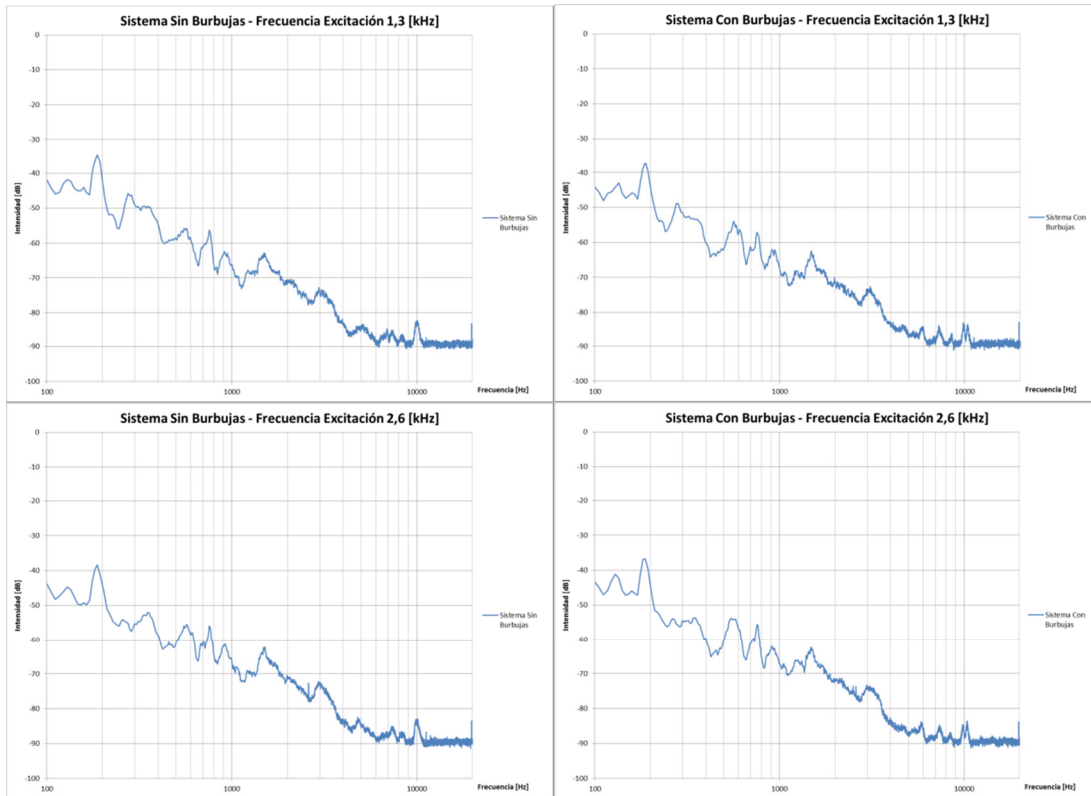 Sistema Sin Burbujas - Frecuencia Excitación 1,3 [kHz]
0
-10
-20
-30
-40
-50
-60
-70
-80
-90
-100
Intensidad [dB]
100
1000
10000
Frecuencia [Hz]
Sistema Sin
Burbujas
Sistema Con Burbujas - Frecuencia Excitación 1,3 [kHz]
0
-10
-20
-30
-40
-50
-60
-70
-80
-90
-100
Intensidad [dB]
100
1000
10000
Frecuencia [Hz]
Sistema Con
Burbujas
Sistema Sin Burbujas - Frecuencia Excitación 2,6 [kHz]
0
-10
-20
-30
-40
-50
-60
-70
-80
-90
-100
Intensidad [dB]
100
1000
10000
Frecuencia [Hz]
Sistema Sin
Burbujas
Sistema Con Burbujas - Frecuencia Excitación 2,6 [kHz]
0
-10
-20
-30
-40
-50
-60
-70
-80
-90
-100
Intensidad [dB]
100
1000
10000
Frecuencia [Hz]
Sistema Con
Burbujas